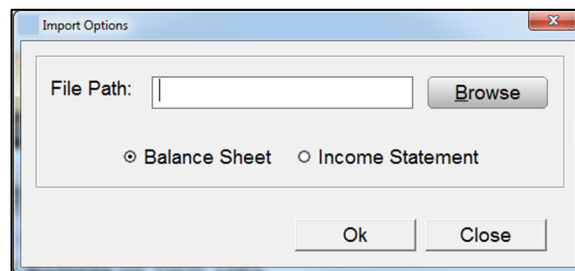 Import Options
File Path:
Browse
Balance Sheet Income Statement
Ok Close